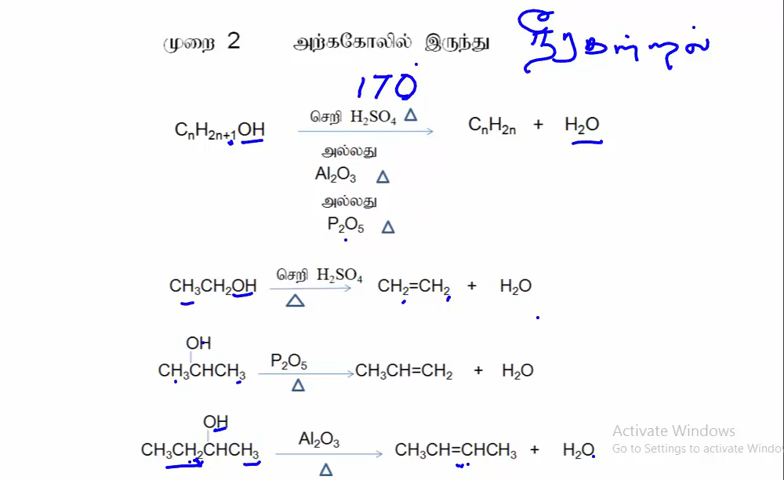 முறை 2 அற்ககோலில் இருந்து நீரகற்றல்
170
செறி H₂SO₄ △
CₙH₂ₙ₊₁OH CₙH₂ₙ + H₂O
அல்லது
Al₂O₃ △
அல்லது
P₂O₅ △
செறி H₂SO₄
CH₃CH₂OH CH₂=CH₂ + H₂O
△
OH
P₂O₅
CH₃CHCH₃ CH₃CH=CH₂ + H₂O
△
OH
Al₂O₃
CH₃CH₂CHCH₃ CH₃CH=CHCH₃ + H₂O
△
Activate Windows
Go to Settings to activate Windo